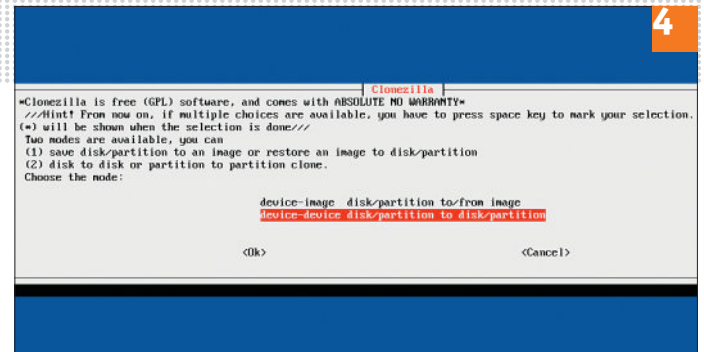 4
Clonezilla
*Clonezilla is free (GPL) software, and comes with ABSOLUTE NO WARRANTY*
///Hint! From now on, if multiple choices are available, you have to press space key to mark your selection.
(*) will be shown when the selection is done///
Two modes are available, you can
(1) save disk/partition to an image or restore an image to disk/partition
(2) disk to disk or partition to partition clone.
Choose the mode:
device-image disk/partition to/from image
device-device disk/partition to disk/partition
<Ok> <Cancel>